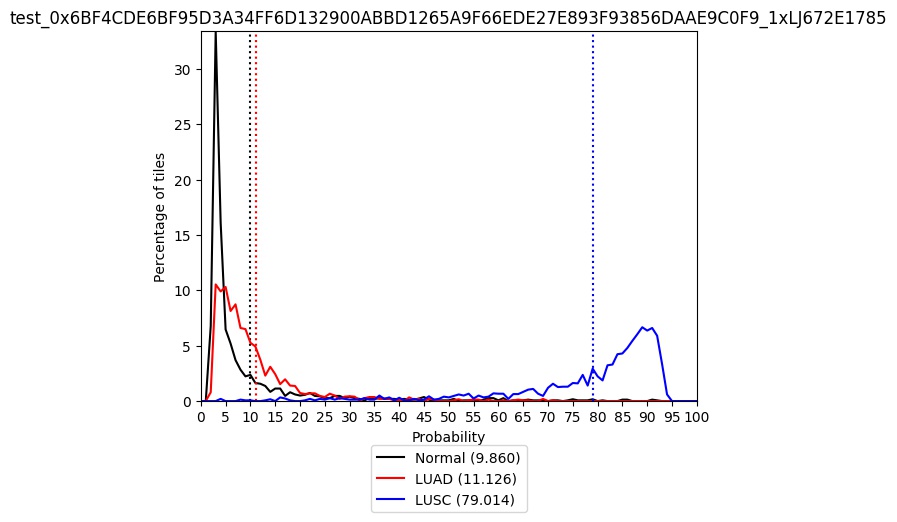 test_0x6BF4CDE6BF95D3A34FF6D132900ABBD1265A9F66EDE27E893F93856DAAE9C0F9_1xLJ672E1785
30
25
20
15
10
5
0
Percentage of tiles
0 5 10 15 20 25 30 35 40 45 50 55 60 65 70 75 80 85 90 95 100
Probability
Normal (9.860)
LUAD (11.126)
LUSC (79.014)